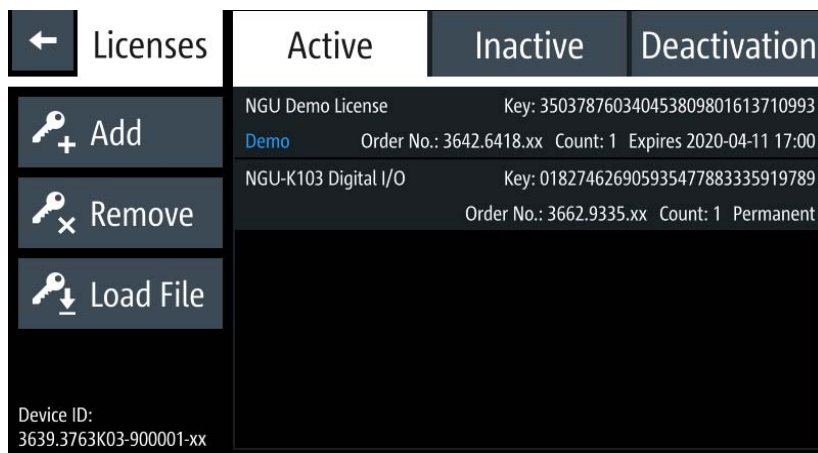 Licenses
Active
Inactive
Deactivation
Add
Remove
Load File
Device ID:
3639.3763K03-900001-xx
NGU Demo License Key: 350378760340453809801613710993
Demo Order No.: 3642.6418.xx Count: 1 Expires 2020-04-11 17:00
NGU-K103 Digital I/O Key: 018274626905935477883335919789
Order No.: 3662.9335.xx Count: 1 Permanent